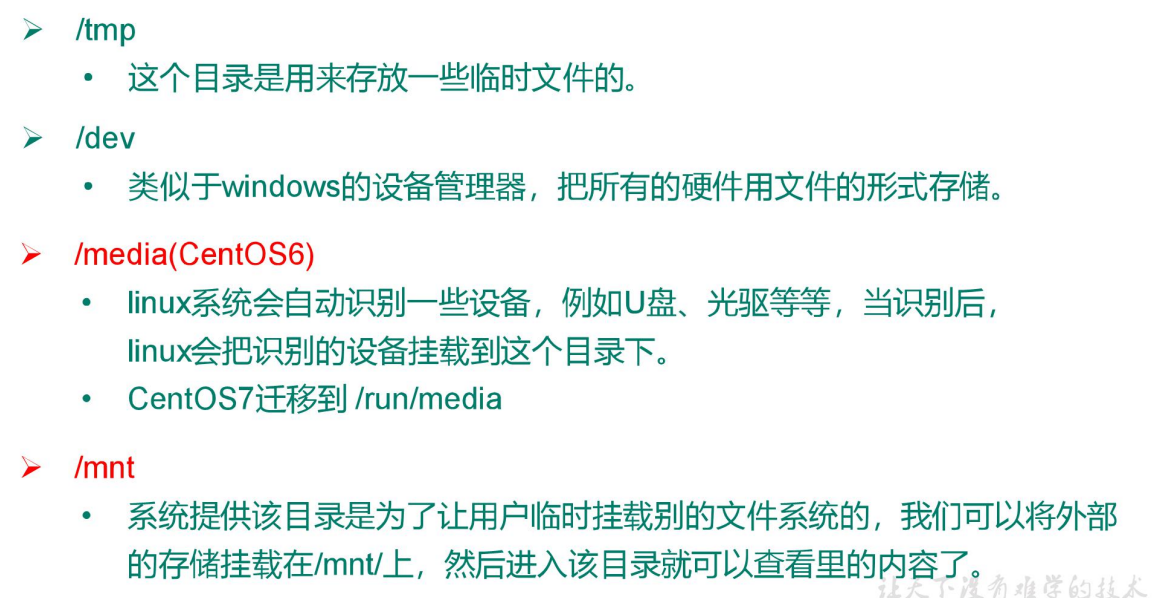 ➢ /tmp
• 这个目录是用来存放一些临时文件的。
➢ /dev
• 类似于windows的设备管理器，把所有的硬件用文件的形式存储。
➢ /media(CentOS6)
• linux系统会自动识别一些设备，例如U盘、光驱等等，当识别后，
linux会把识别的设备挂载到这个目录下。
• CentOS7迁移到 /run/media
➢ /mnt
• 系统提供该目录是为了让用户临时挂载别的文件系统的，我们可以将外部
的存储挂载在/mnt/上，然后进入该目录就可以查看里的内容了。
让天下没有难学的技术